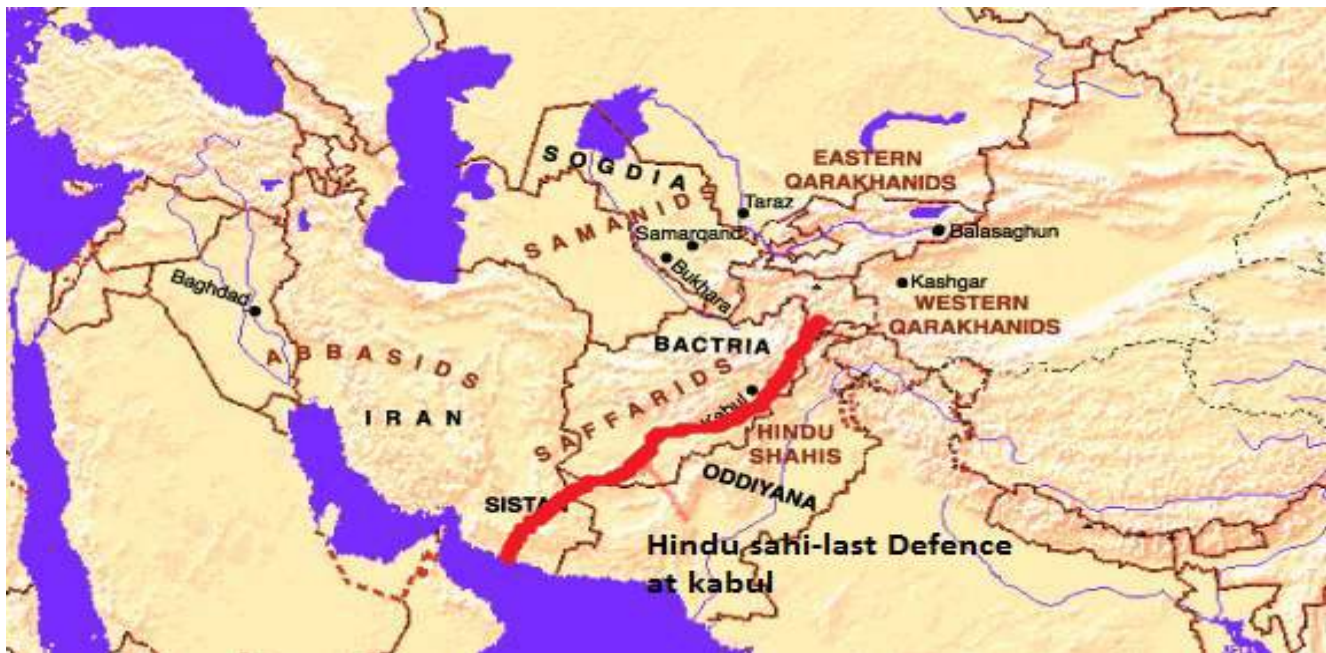 SOGDIA
EASTERN
QARAKHANIDS
Taraz
SAMANIDS
Samarqand
Balasaghun
Bukhara
Kashgar
Baghdad
WESTERN
QARAKHANIDS
BACTRIA
ABBASIDS
IRAN
SAFFARIDS
Kabul
HINDU
SHAHIS
ODDIYANA
SISTA
Hindu sahi-last Defence
at kabul